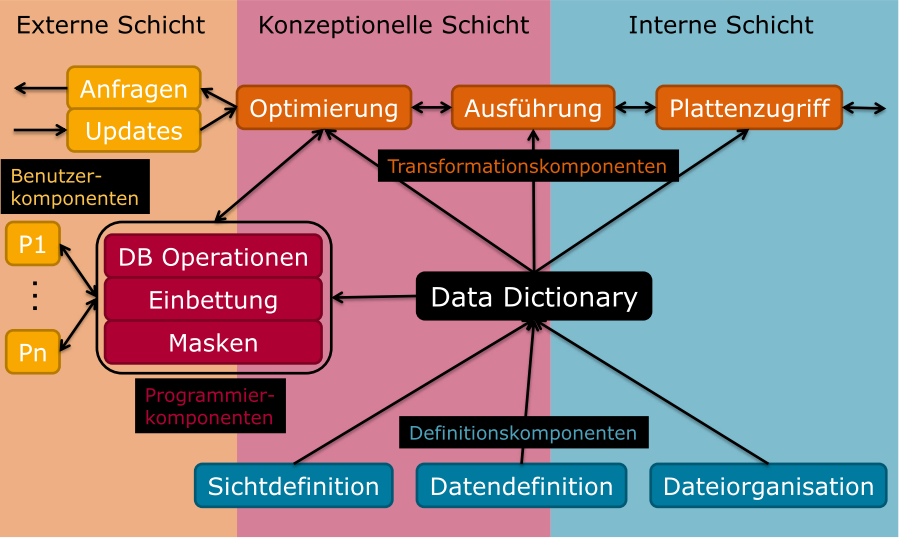 Externe Schicht
Konzeptionelle Schicht
Interne Schicht
Anfragen
Updates
Optimierung
Ausführung
Plattenzugriff
Transformationskomponenten
Benutzer-
komponenten
P1
⋮
Pn
DB Operationen
Einbettung
Masken
Data Dictionary
Programmier-
komponenten
Definitionskomponenten
Sichtdefinition
Datendefinition
Dateiorganisation